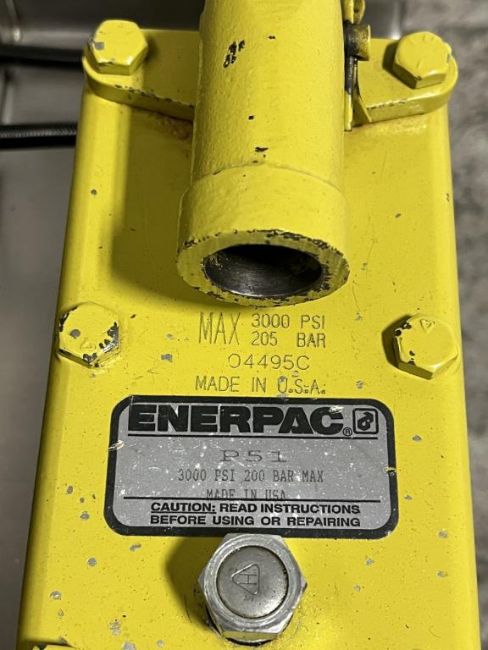 MAX 3000 PSI
205 BAR
04495C
MADE IN U.S.A.
ENERPAC®
P51
3000 PSI 200 BAR MAX
MADE IN USA
CAUTION: READ INSTRUCTIONS
BEFORE USING OR REPAIRING